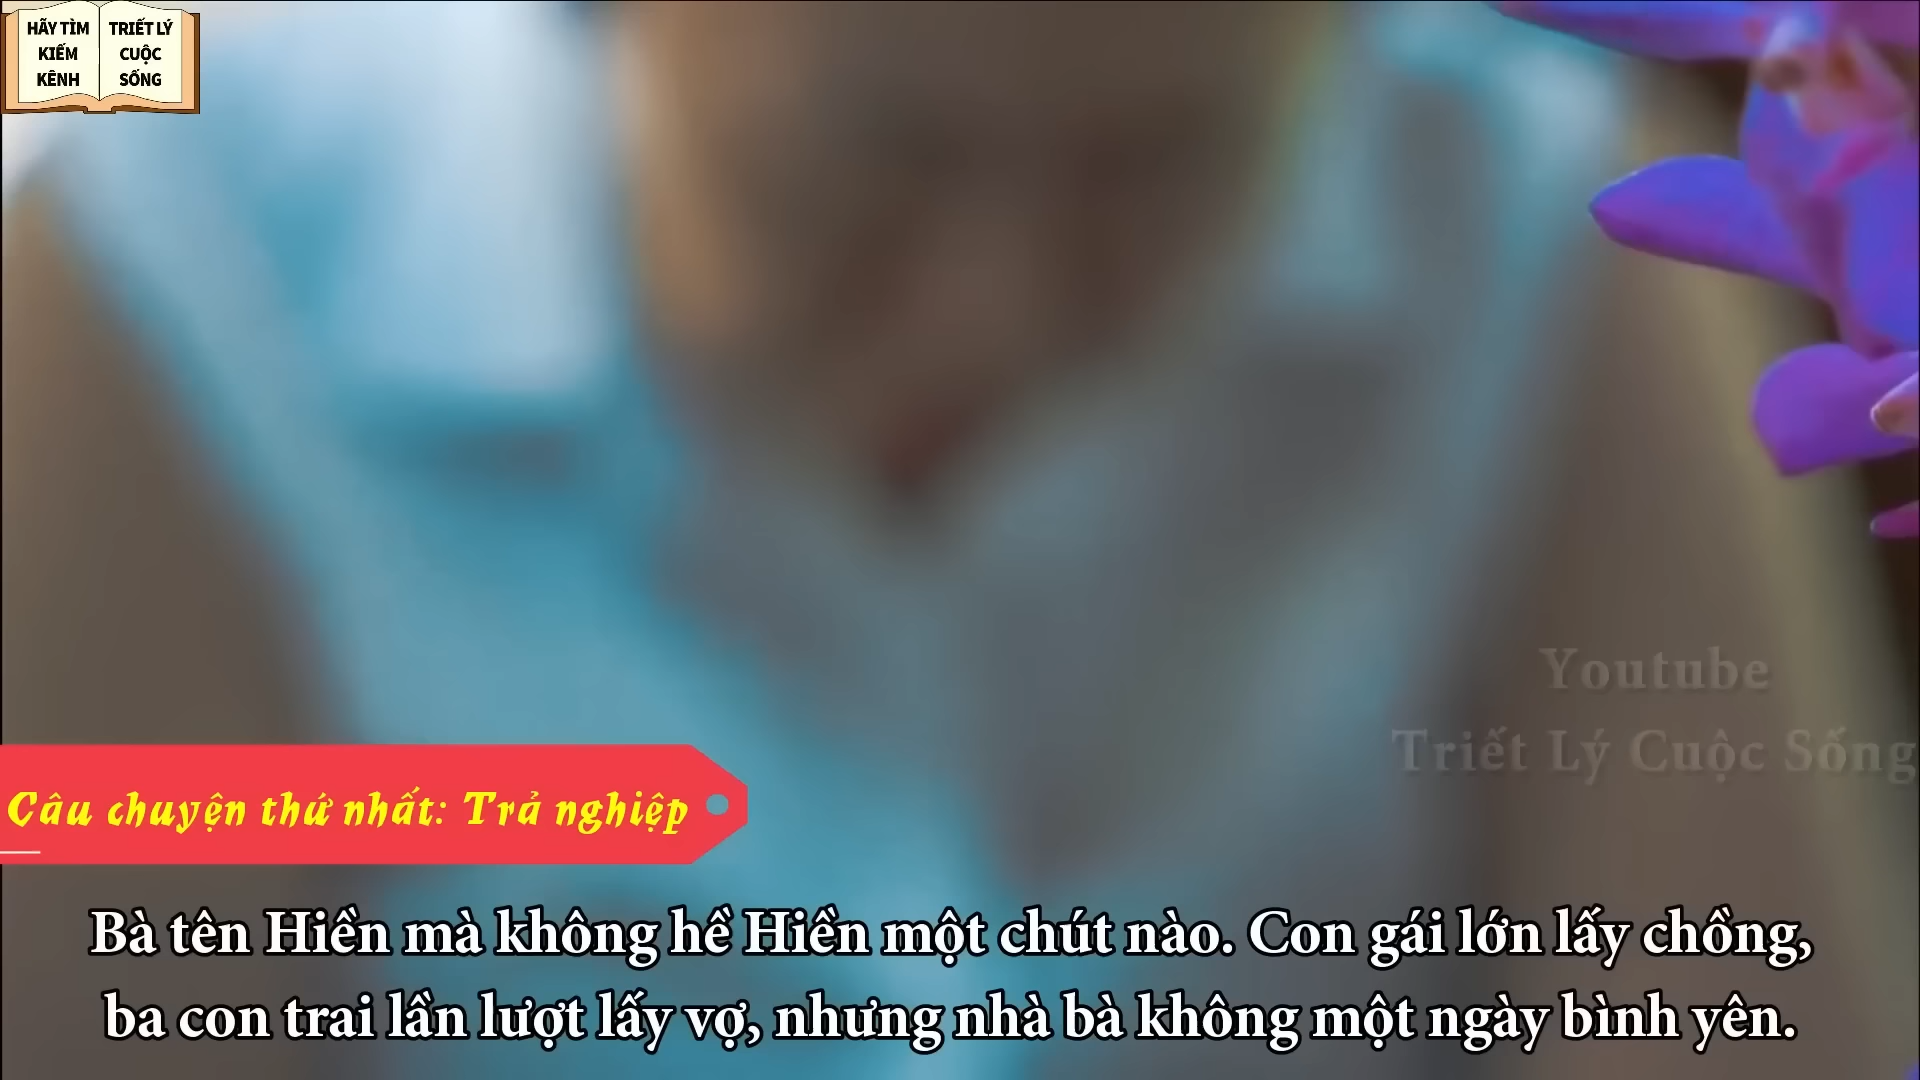 HÃY TÌM
KIẾM
KÊNH
TRIẾT LÝ
CUỘC
SỐNG
Youtube
Triết Lý Cuộc Sống
Câu chuyện thứ nhất: Trả nghiệp
Bà tên Hiền mà không hề Hiền một chút nào. Con gái lớn lấy chồng,
ba con trai lần lượt lấy vợ, nhưng nhà bà không một ngày bình yên.